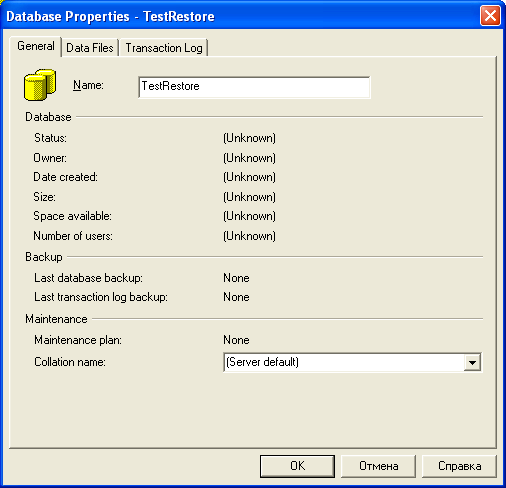 Database Properties - TestRestore
General Data Files Transaction Log
Name: TestRestore
Database
Status: (Unknown)
Owner: (Unknown)
Date created: (Unknown)
Size: (Unknown)
Space available: (Unknown)
Number of users: (Unknown)
Backup
Last database backup: None
Last transaction log backup: None
Maintenance
Maintenance plan: None
Collation name: (Server default)
OK Отмена Справка